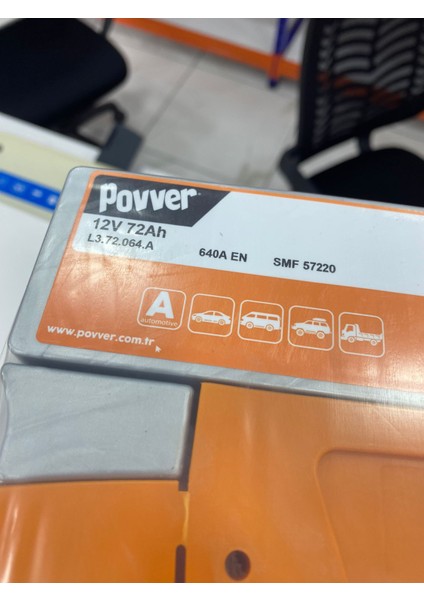 Povver
12V 72Ah
L3.72.064.A
640A EN SMF 57220
A
automotive
www.povver.com.tr